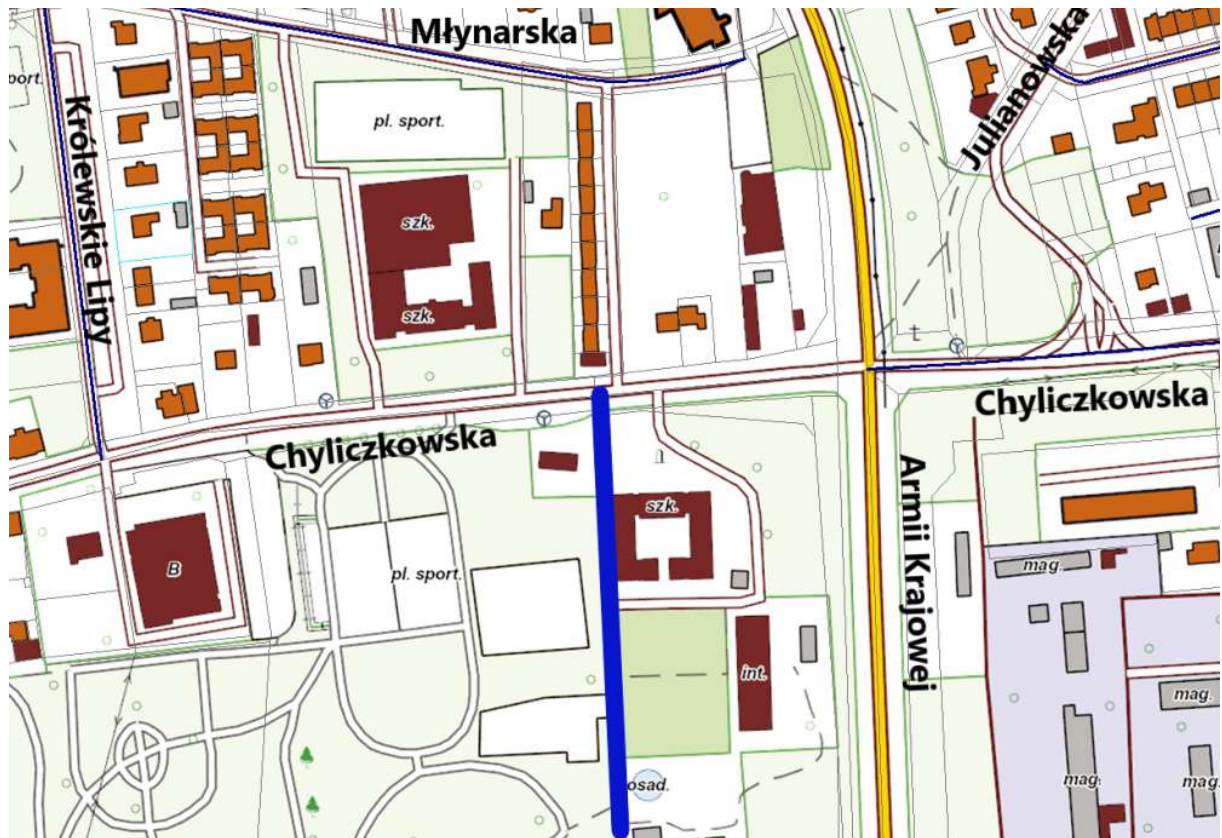 Młynarska
port.
Królewskie Lipy
pl. sport.
Julianowska
szk.
szk.
Chyliczkowska
Chyliczkowska
szk.
Armii Krajowej
mag.
B
pl. sport.
int.
mag.
osad.
mag.
mag.